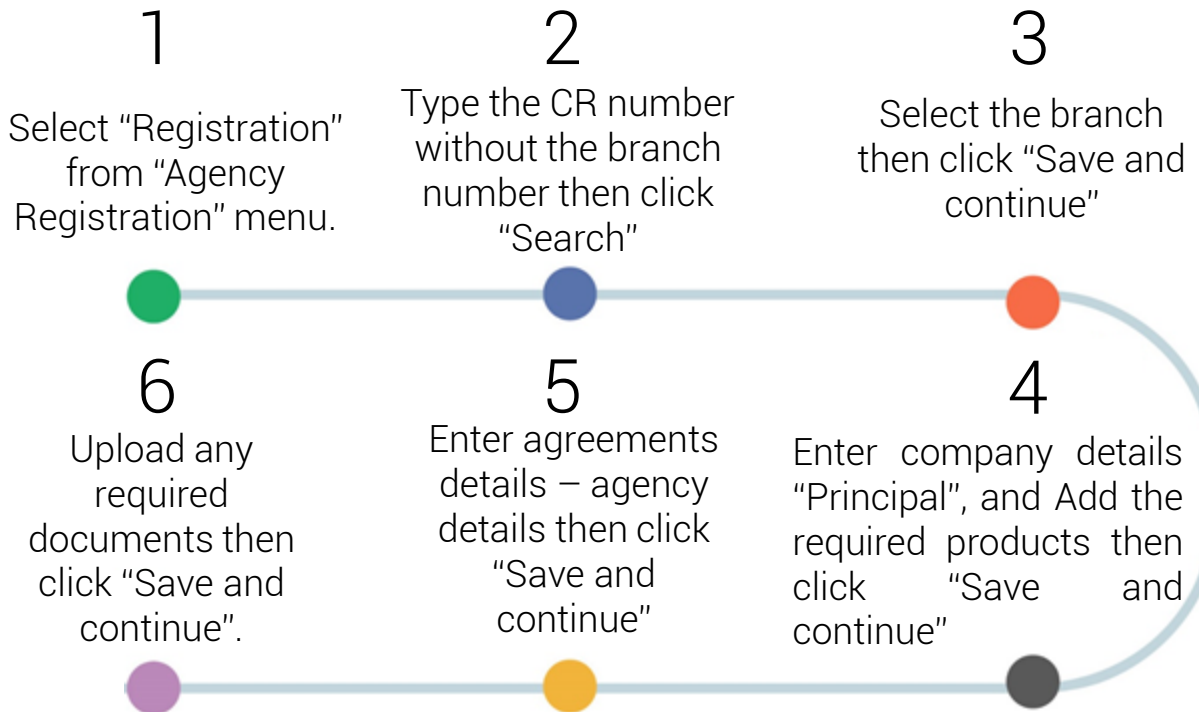 1
Select “Registration”
from “Agency
Registration” menu.
2
Type the CR number
without the branch
number then click
“Search”
3
Select the branch
then click “Save and
continue”
4
Enter company details
“Principal”, and Add the
required products then
click “Save and
continue”
5
Enter agreements
details – agency
details then click
“Save and
continue”
6
Upload any
required
documents then
click “Save and
continue”.